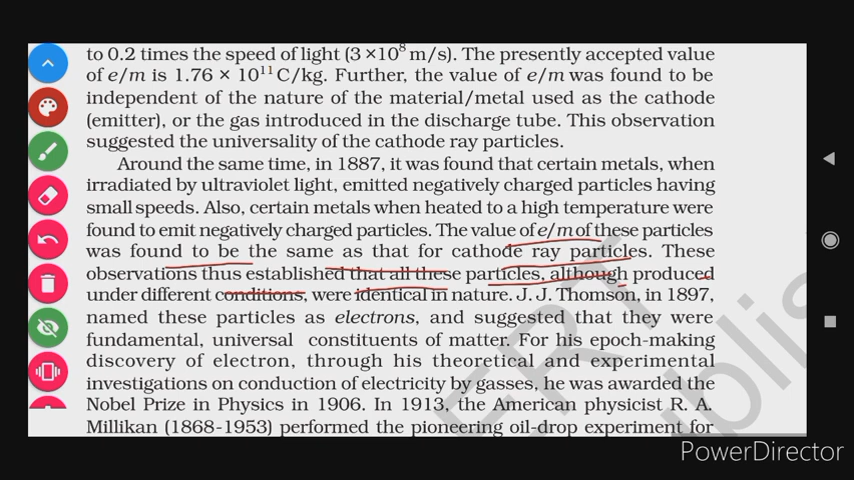 to 0.2 times the speed of light (3 ×10⁸ m/s). The presently accepted value
of e/m is 1.76 × 10¹¹ C/kg. Further, the value of e/m was found to be
independent of the nature of the material/metal used as the cathode
(emitter), or the gas introduced in the discharge tube. This observation
suggested the universality of the cathode ray particles.
Around the same time, in 1887, it was found that certain metals, when
irradiated by ultraviolet light, emitted negatively charged particles having
small speeds. Also, certain metals when heated to a high temperature were
found to emit negatively charged particles. The value of e/m of these particles
was found to be the same as that for cathode ray particles. These
observations thus established that all these particles, although produced
under different conditions, were identical in nature. J. J. Thomson, in 1897,
named these particles as electrons, and suggested that they were
fundamental, universal constituents of matter. For his epoch-making
discovery of electron, through his theoretical and experimental
investigations on conduction of electricity by gasses, he was awarded the
Nobel Prize in Physics in 1906. In 1913, the American physicist R. A.
Millikan (1868-1953) performed the pioneering oil-drop experiment for
PowerDirector